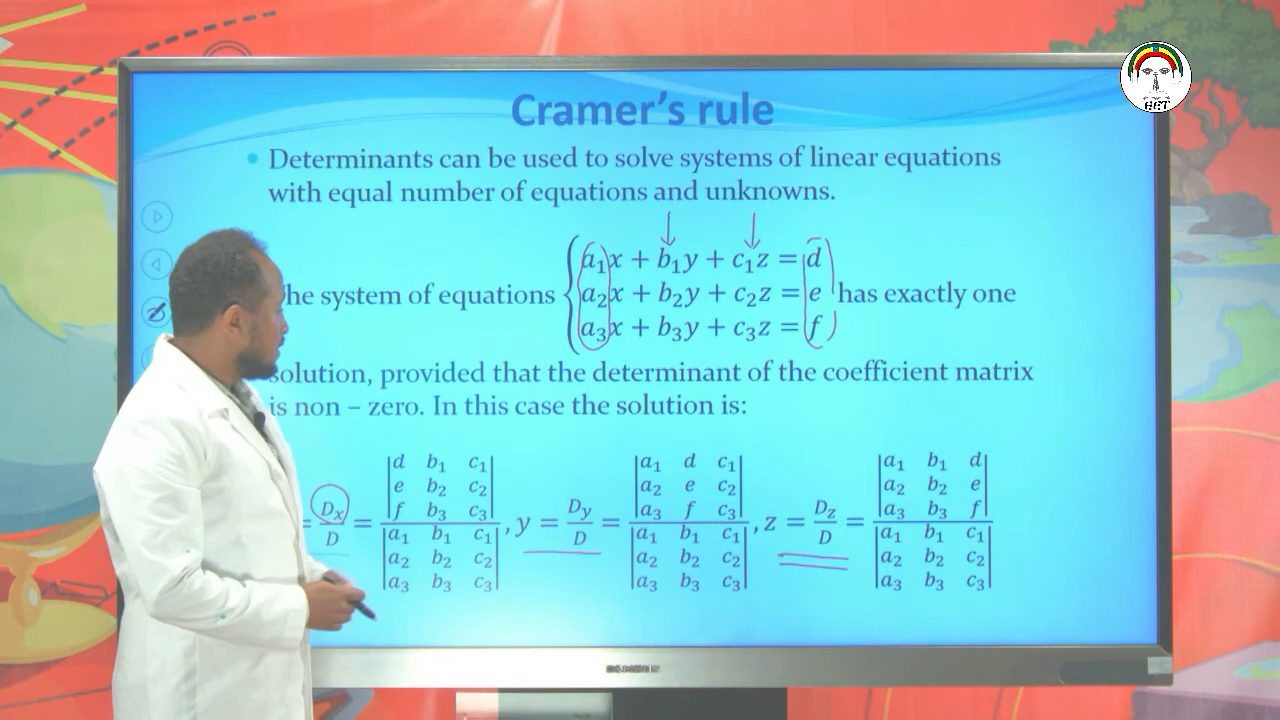 Cramer's rule
• Determinants can be used to solve systems of linear equations
with equal number of equations and unknowns.
he system of equations { a₁x + b₁y + c₁z = d
a₂x + b₂y + c₂z = e has exactly one
a₃x + b₃y + c₃z = f
solution, provided that the determinant of the coefficient matrix
is non – zero. In this case the solution is:
= Dₓ/D = |d b₁ c₁; e b₂ c₂; f b₃ c₃| / |a₁ b₁ c₁; a₂ b₂ c₂; a₃ b₃ c₃| , y = Dy/D = |a₁ d c₁; a₂ e c₂; a₃ f c₃| / |a₁ b₁ c₁; a₂ b₂ c₂; a₃ b₃ c₃| , z = Dz/D = |a₁ b₁ d; a₂ b₂ e; a₃ b₃ f| / |a₁ b₁ c₁; a₂ b₂ c₂; a₃ b₃ c₃|